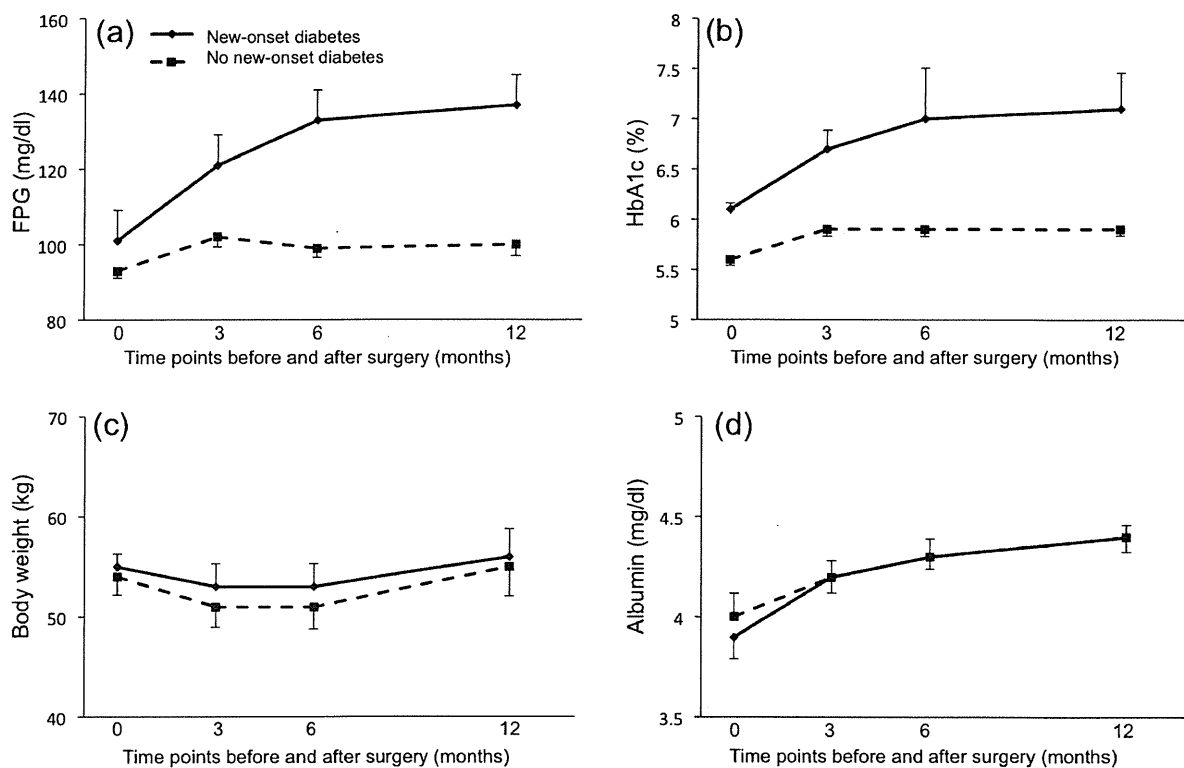 (a)
New-onset diabetes
No new-onset diabetes
FPG (mg/dl)
160
140
120
100
80
0 3 6 12
Time points before and after surgery (months)
(b)
HbA1c (%)
8
7.5
7
6.5
6
5.5
5
0 3 6 12
Time points before and after surgery (months)
(c)
Body weight (kg)
70
60
50
40
0 3 6 12
Time points before and after surgery (months)
(d)
Albumin (mg/dl)
5
4.5
4
3.5
0 3 6 12
Time points before and after surgery (months)